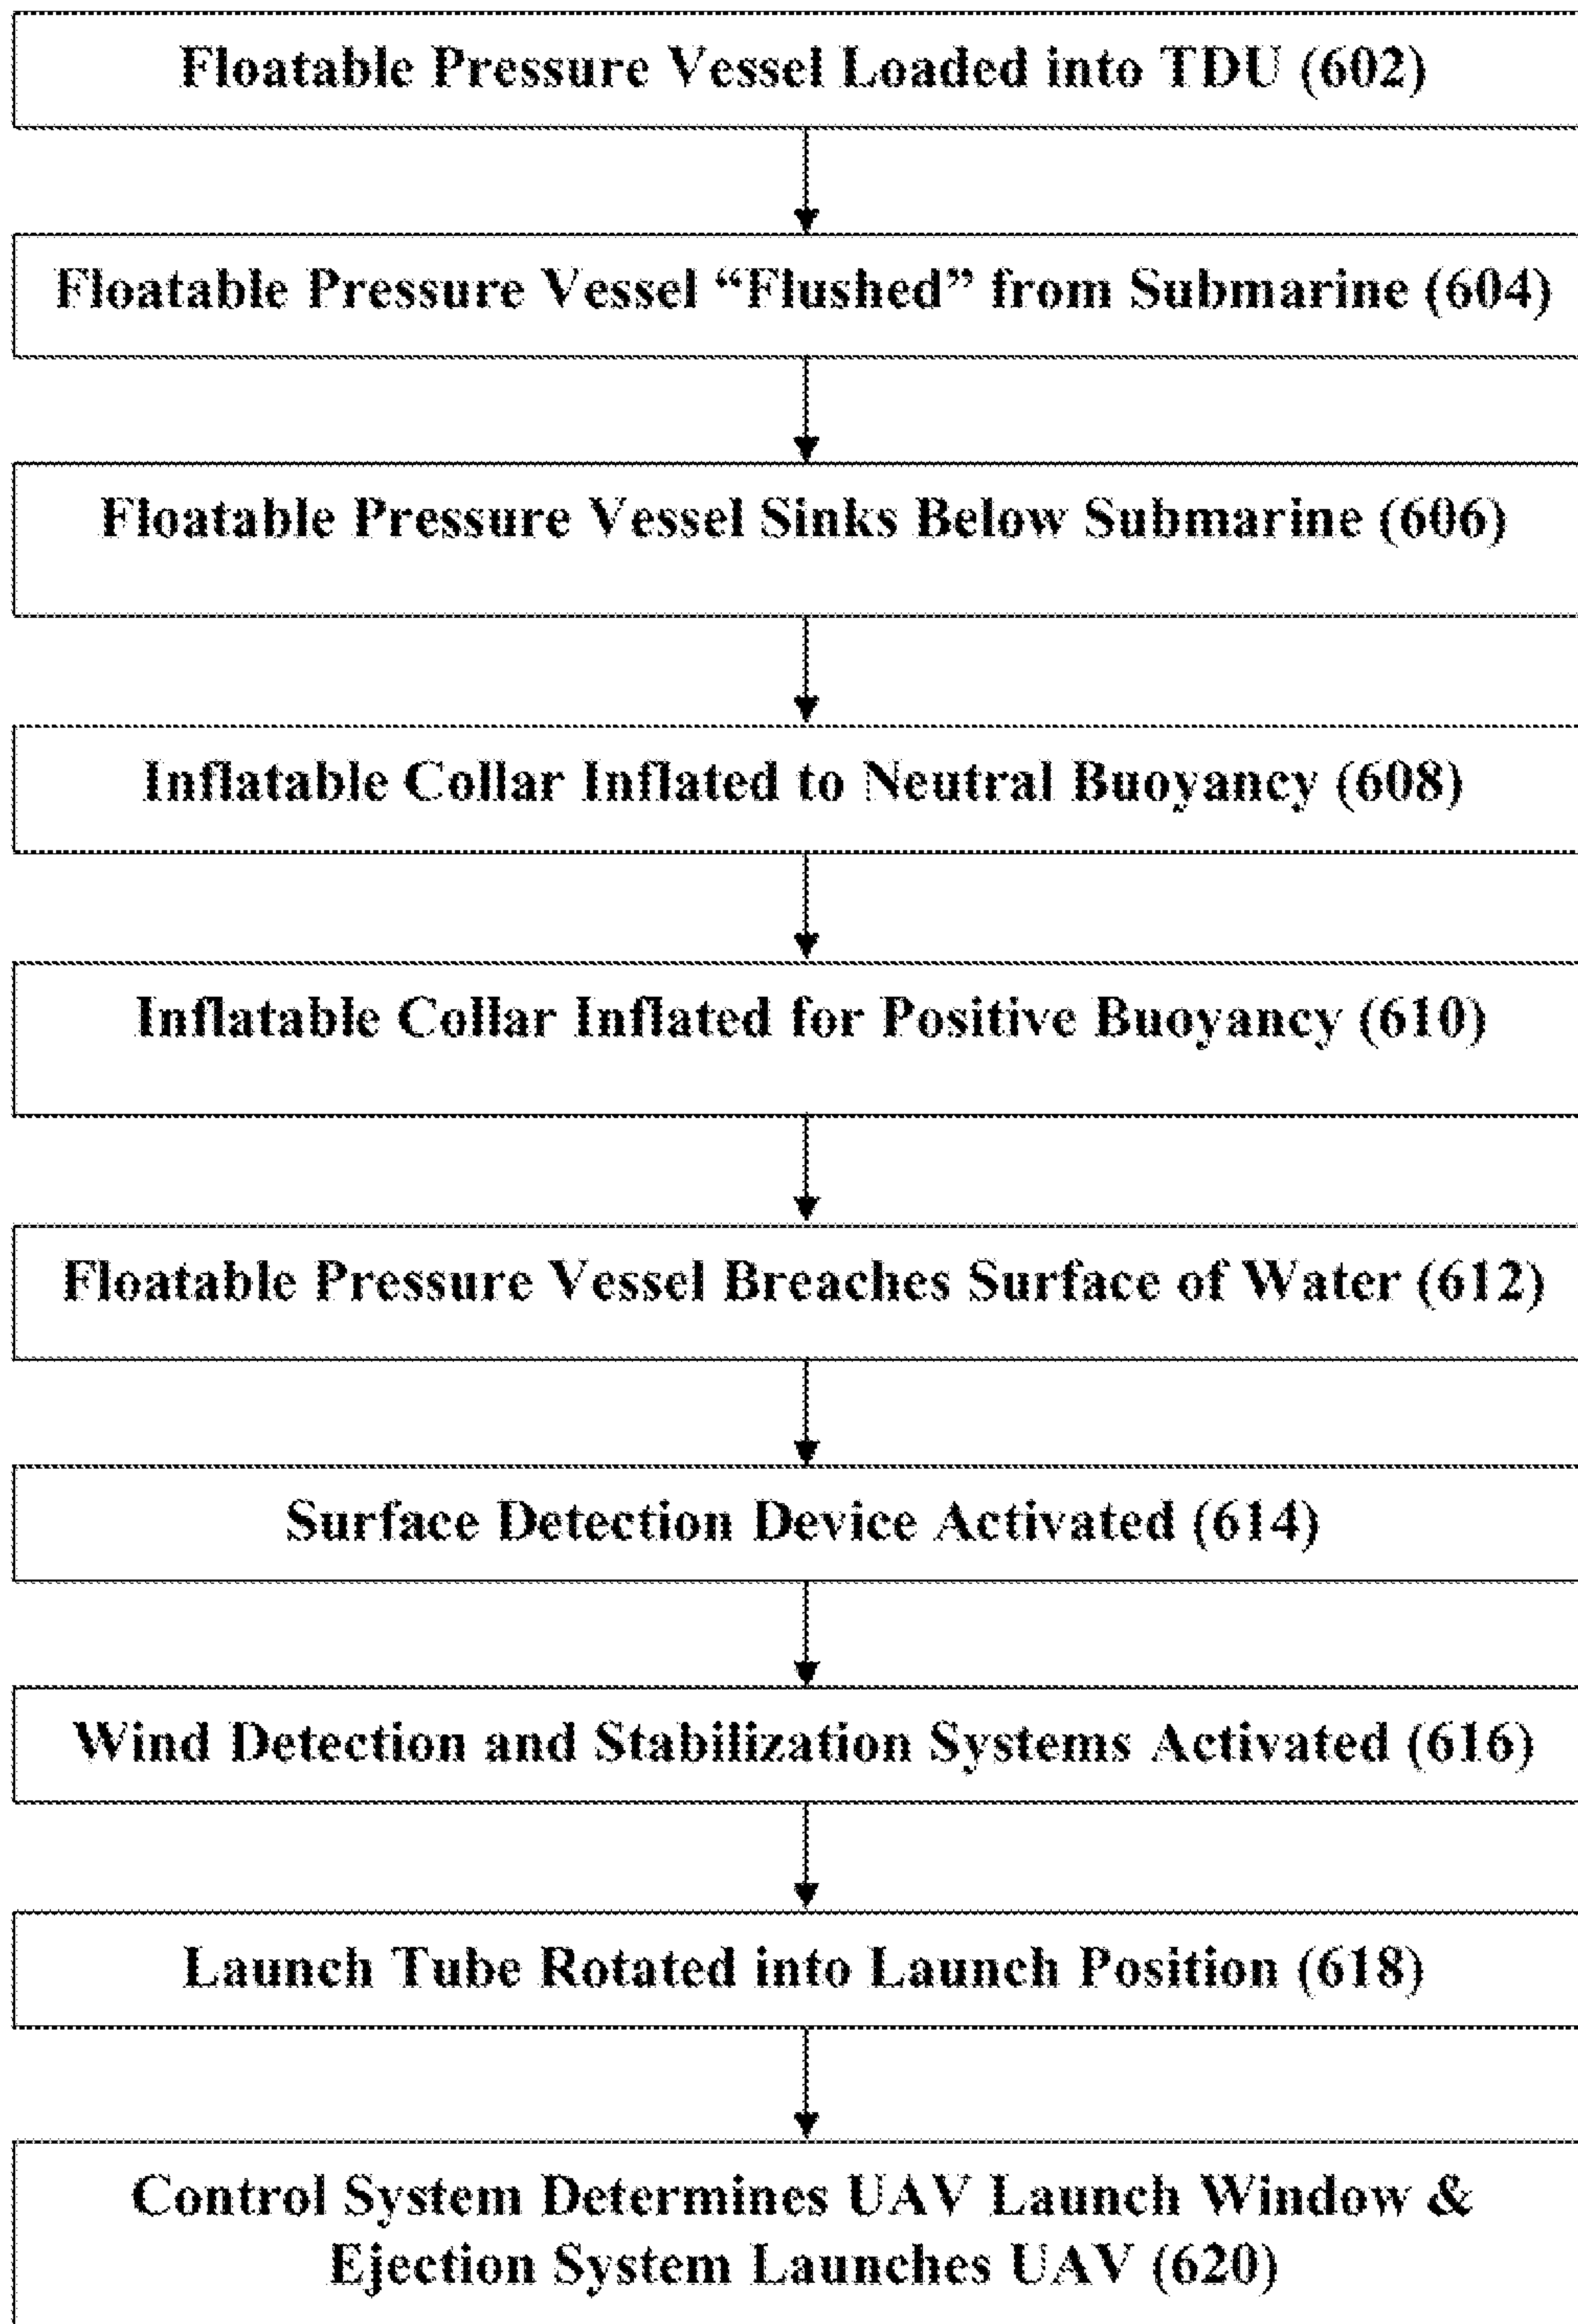 Floatable Pressure Vessel Loaded into TDU (602)
Floatable Pressure Vessel “Flushed” from Submarine (604)
Floatable Pressure Vessel Sinks Below Submarine (606)
Inflatable Collar Inflated to Neutral Buoyancy (608)
Inflatable Collar Inflated for Positive Buoyancy (610)
Floatable Pressure Vessel Breaches Surface of Water (612)
Surface Detection Device Activated (614)
Wind Detection and Stabilization Systems Activated (616)
Launch Tube Rotated into Launch Position (618)
Control System Determines UAV Launch Window &
Ejection System Launches UAV (620)